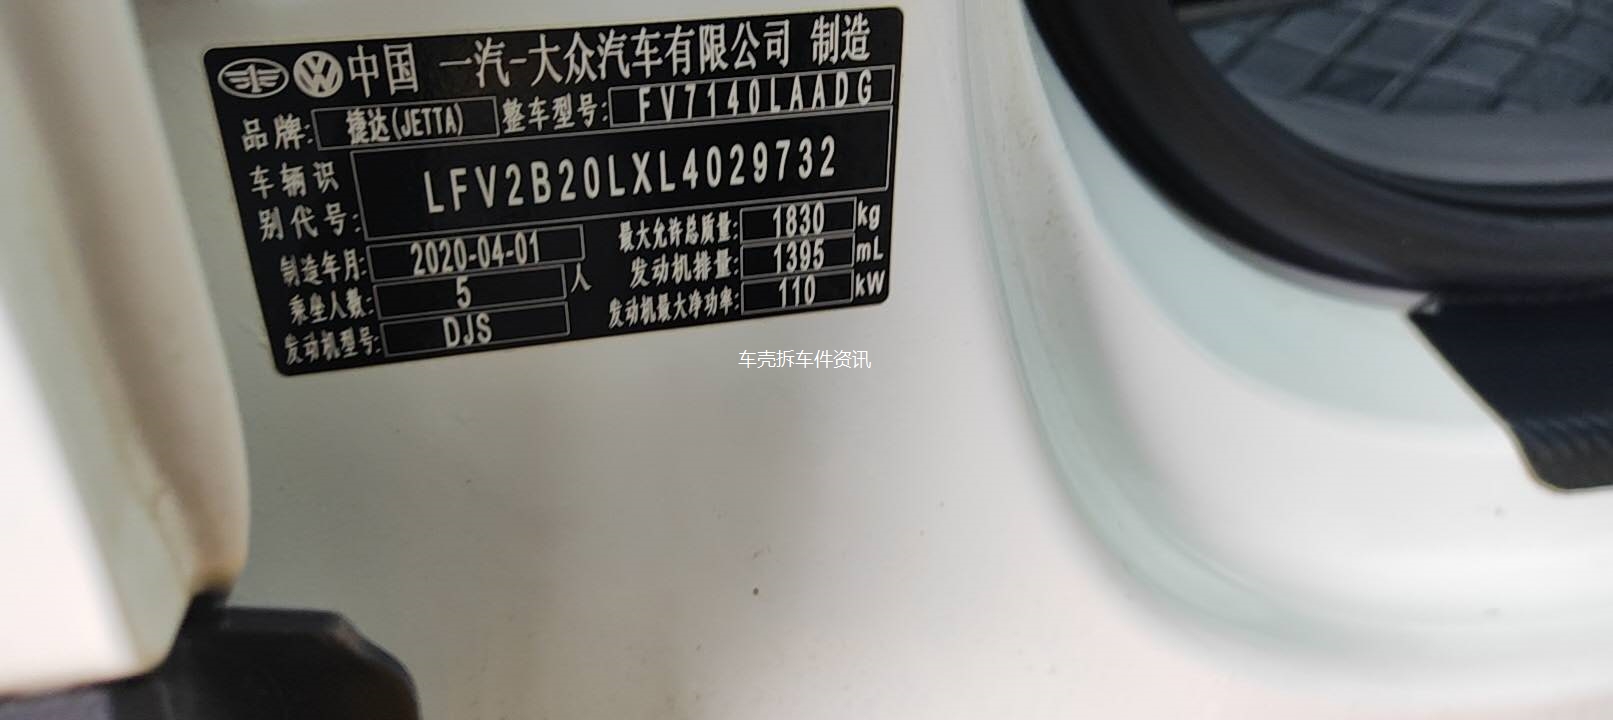 中国 一汽-大众汽车有限公司 制造
品牌: 捷达(JETTA) 整车型号: FV7140LAADG
车辆识别代号: LFV2B20LXL4029732
制造年月: 2020-04-01 最大允许总质量: 1830 kg
乘坐人数: 5 人 发动机排量: 1395 mL
发动机型号: DJS 发动机最大净功率: 110 kW
车壳拆车件资讯